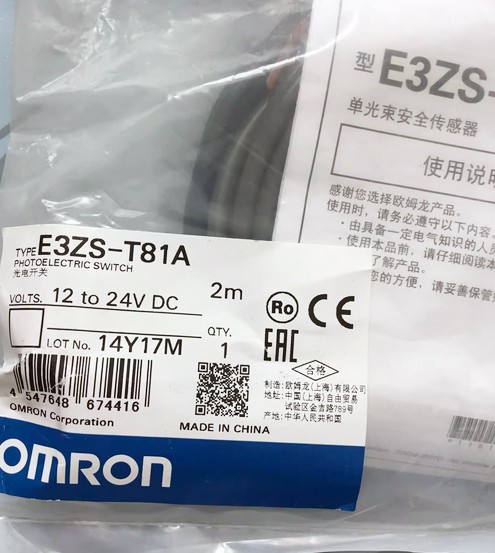 型 E3ZS-
单光束安全传感器
使用说明
感谢您选择欧姆龙产品。
使用时，请务必遵守以下内容，
·由具备一定电气知识的人员
·使用本品前，请仔细阅读本
了解产品。
您的方便，请妥善保管
TYPE E3ZS-T81A
PHOTOELECTRIC SWITCH
光电开关
VOLTS. 12 to 24V DC 2m
LOT No. 14Y17M QTY. 1
Ro CE
EAC
合格
4 547648 674416
OMRON Corporation
MADE IN CHINA
制造: 欧姆龙(上海)有限公司
地址: 中国(上海)自由贸易
试验区金吉路789号
产地: 中华人民共和国
OMRON